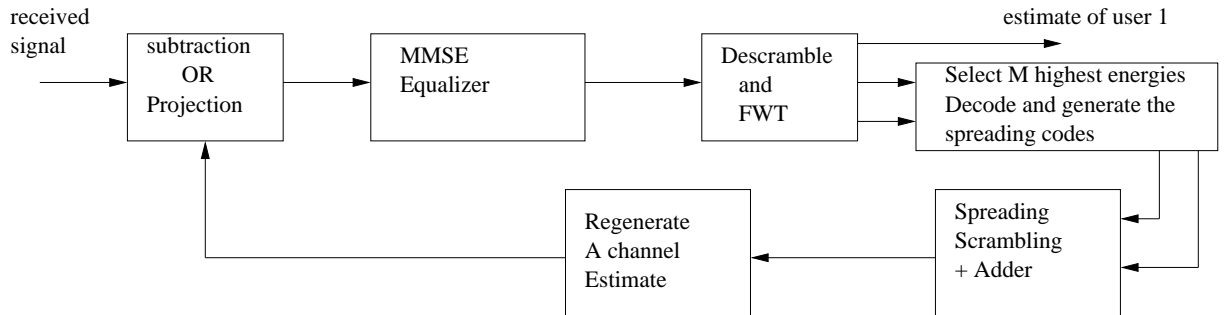 received
signal
subtraction
OR
Projection
MMSE
Equalizer
Descramble
and
FWT
estimate of user 1
Select M highest energies
Decode and generate the
spreading codes
Regenerate
A channel
Estimate
Spreading
Scrambling
+ Adder